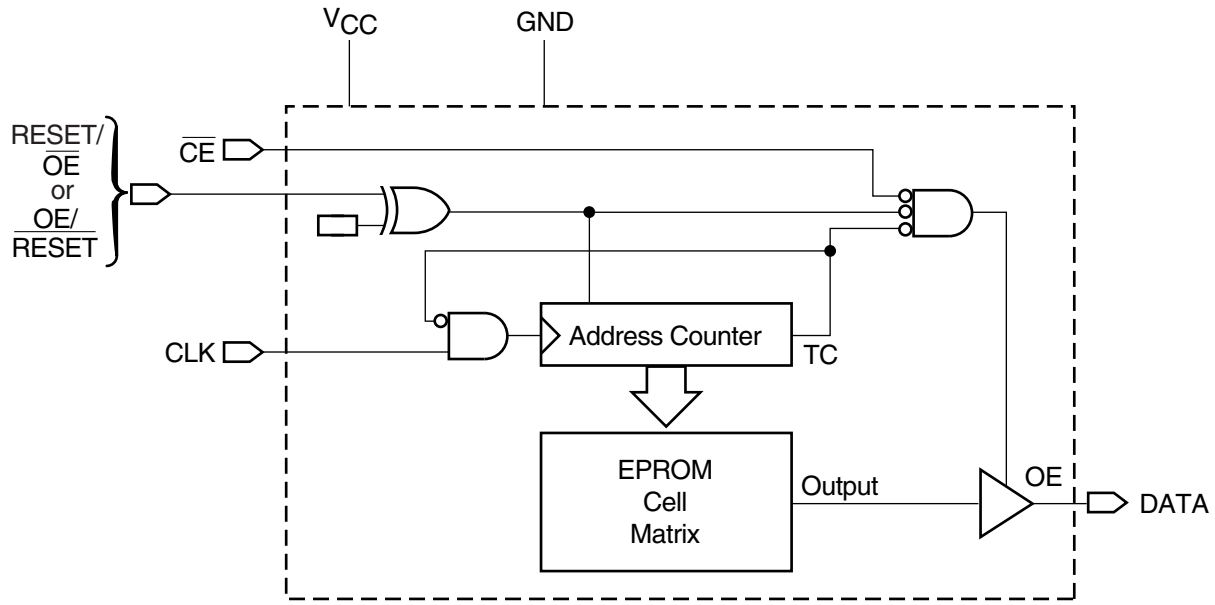 VCC
GND
RESET/
OE
or
OE/
RESET
CE
CLK
Address Counter
TC
EPROM
Cell
Matrix
Output
OE
DATA